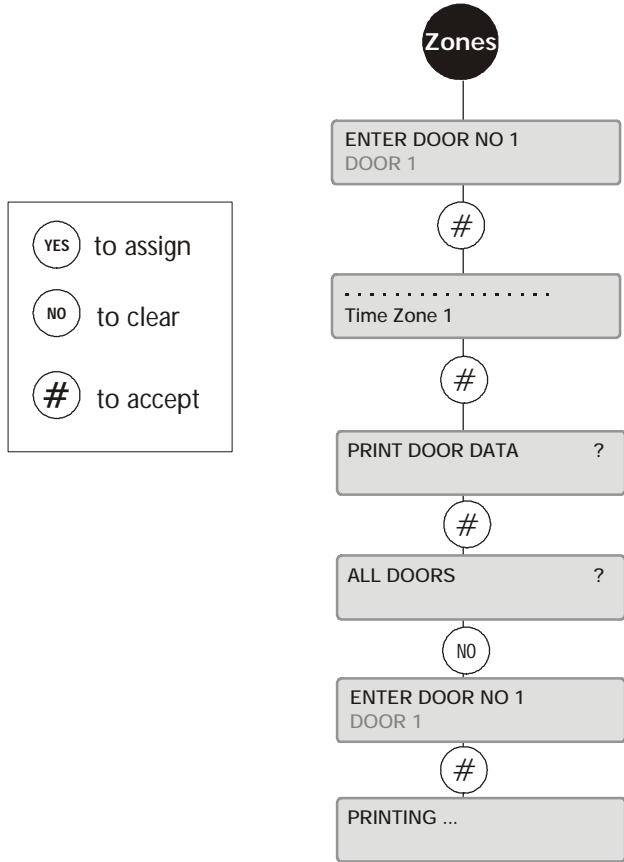 Zones
ENTER DOOR NO 1
DOOR 1
#
. . . . . . . . . . . . . . . . .
Time Zone 1
#
PRINT DOOR DATA ?
#
ALL DOORS ?
NO
ENTER DOOR NO 1
DOOR 1
#
PRINTING ...
YES to assign
NO to clear
# to accept